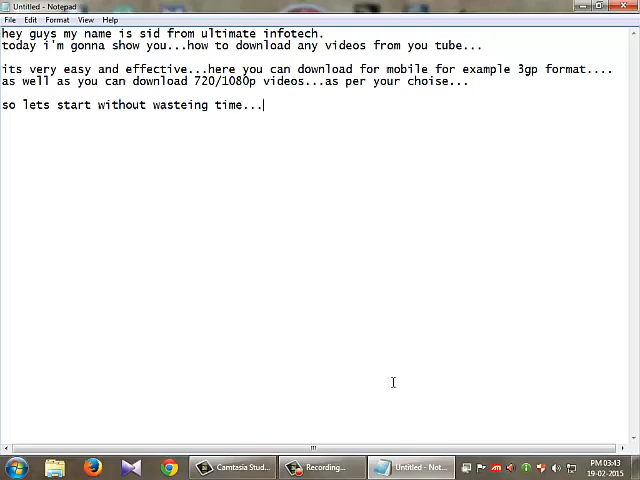 Untitled - Notepad
File Edit Format View Help
hey guys my name is sid from ultimate infotech.
today i'm gonna show you...how to download any videos from you tube...
its very easy and effective...here you can download for mobile for example 3gp format....
as well as you can download 720/1080p videos...as per your choise...
so lets start without wasteing time...
Camtasia Stud... Recording... Untitled - Not... PM 03:43
19-02-2015